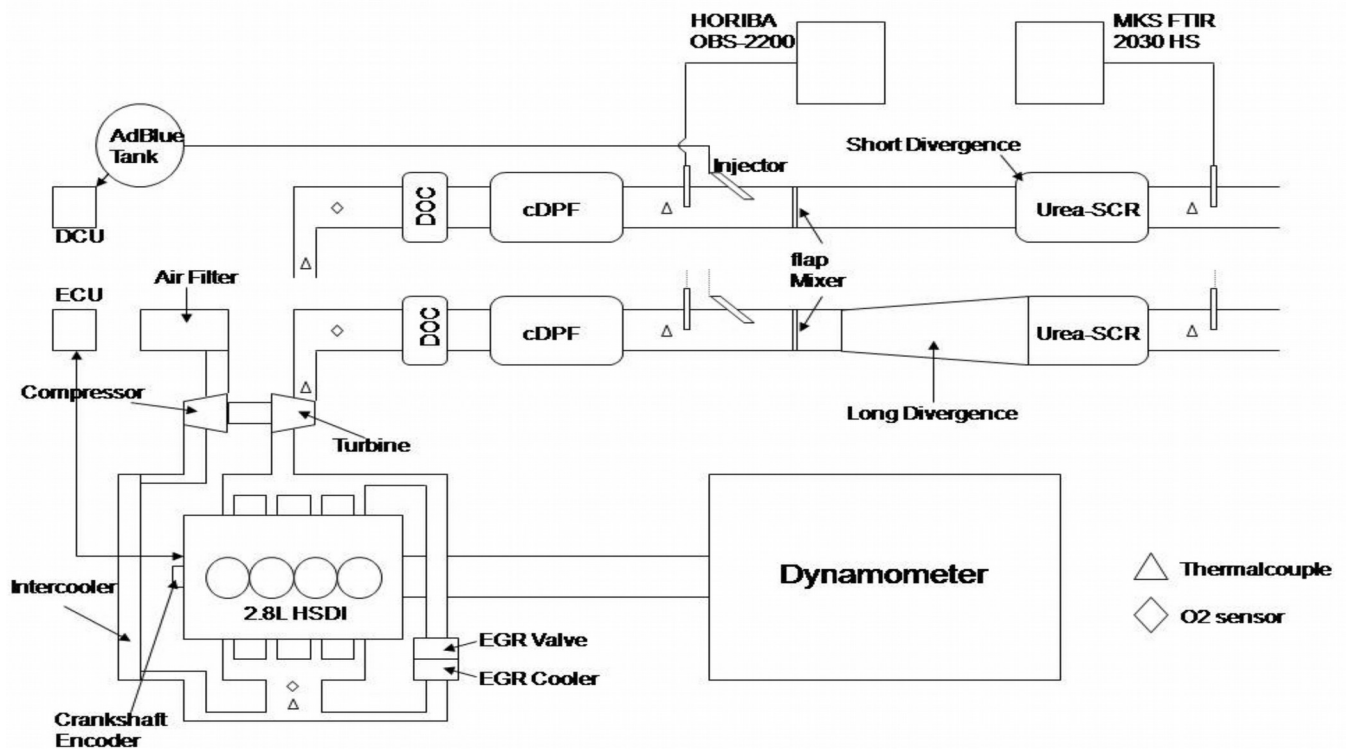 HORIBA
OBS-2200
MKS FTIR
2030 HS
AdBlue
Tank
Injector
Short Divergence
DOC
cDPF
Urea-SCR
DCU
flap
Mixer
Air Filter
ECU
DOC
cDPF
Urea-SCR
Compressor
Long Divergence
Turbine
Dynamometer
Thermalcouple
Intercooler
2.8L HSDI
O2 sensor
EGR Valve
EGR Cooler
Crankshaft
Encoder